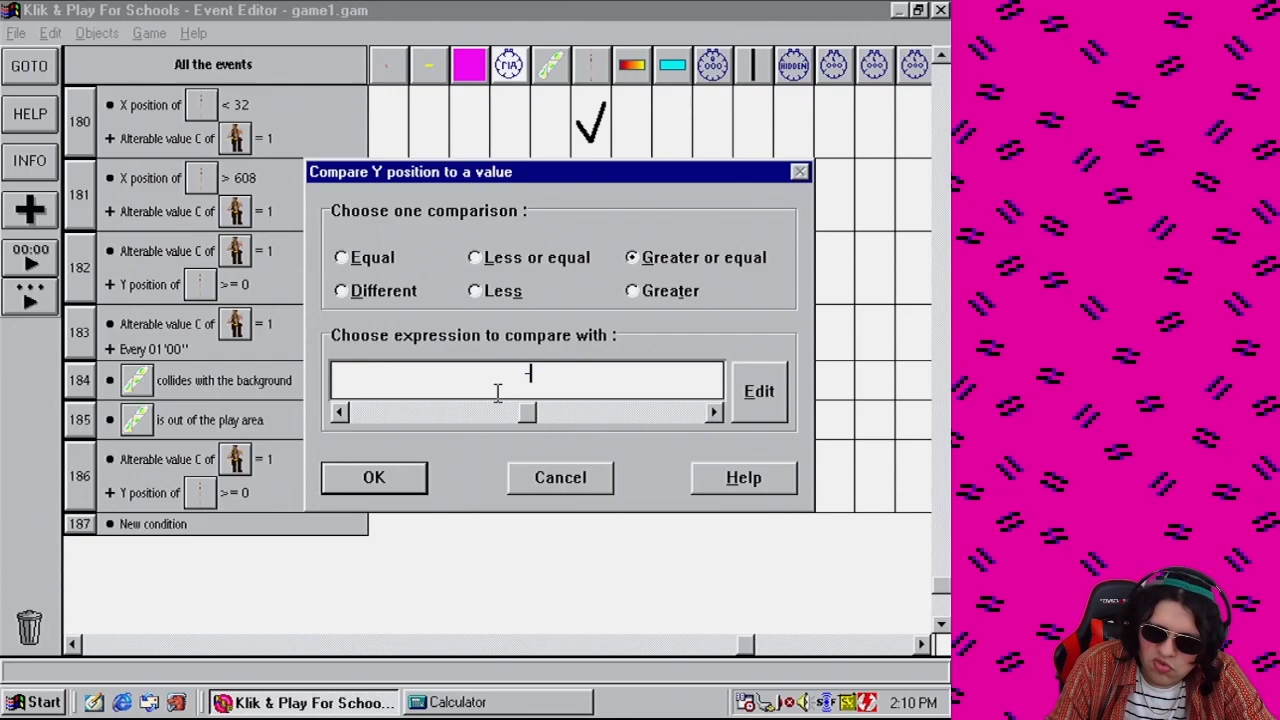 Klik & Play For Schools - Event Editor - game1.gam
File Edit Objects Game Help
GOTO
All the events
MIA
000
HIDDEN
HELP
180
X position of < 32
Alterable value C of = 1
INFO
181
X position of > 608
Alterable value C of = 1
00:00
182
Alterable value C of = 1
Y position of >= 0
183
Alterable value C of = 1
Every 01'00"
184
collides with the background
185
is out of the play area
186
Alterable value C of = 1
Y position of >= 0
187
New condition
Compare Y position to a value
Choose one comparison :
Equal Less or equal Greater or equal
Different Less Greater
Choose expression to compare with :
-
Edit
OK Cancel Help
Start Klik & Play For Schoo... Calculator 2:10 PM